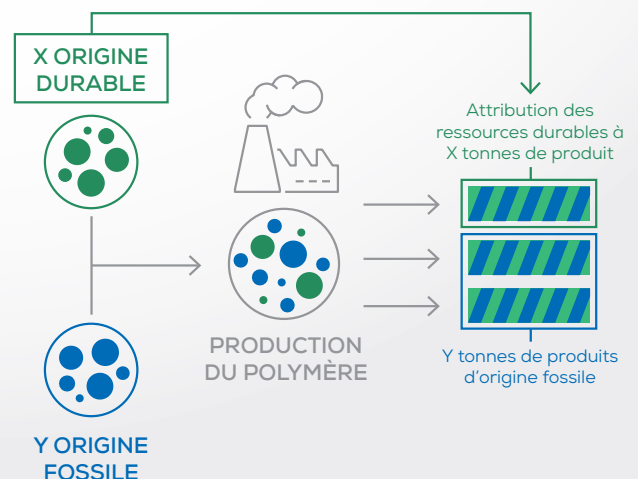 X ORIGINE
DURABLE
Attribution des
ressources durables à
X tonnes de produit
PRODUCTION
DU POLYMÈRE
Y tonnes de produits
d’origine fossile
Y ORIGINE
FOSSILE